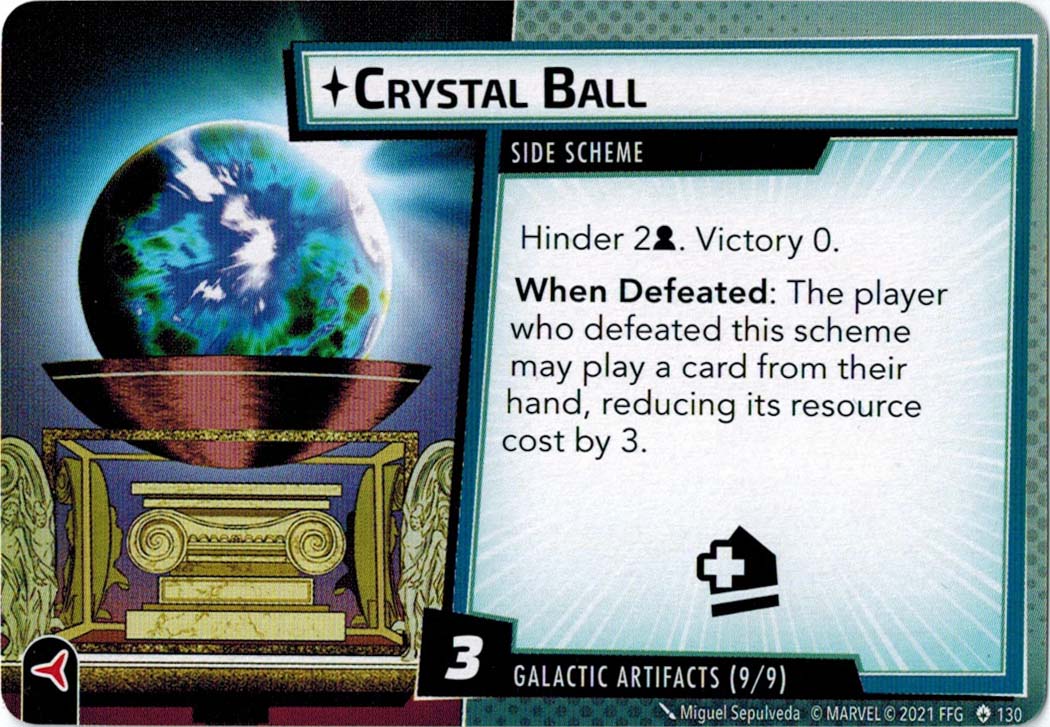 CRYSTAL BALL
SIDE SCHEME
Hinder 2. Victory 0.
When Defeated: The player
who defeated this scheme
may play a card from their
hand, reducing its resource
cost by 3.
3
GALACTIC ARTIFACTS (9/9)
Miguel Sepulveda © MARVEL © 2021 FFG 130